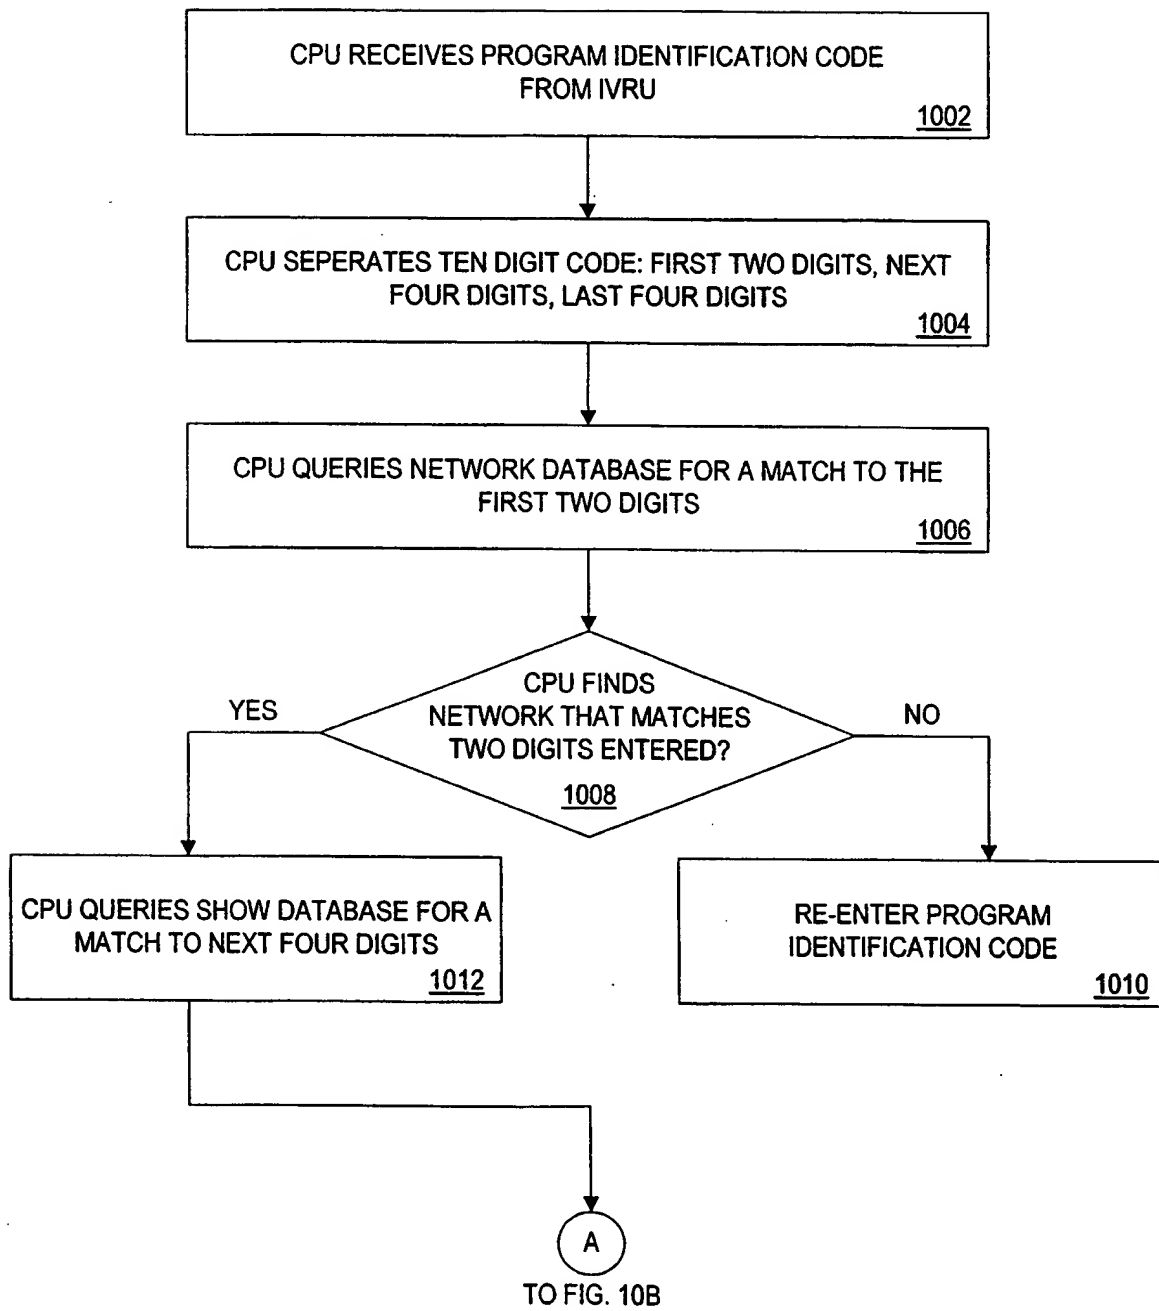 CPU RECEIVES PROGRAM IDENTIFICATION CODE
FROM IVRU
1002
CPU SEPERATES TEN DIGIT CODE: FIRST TWO DIGITS, NEXT
FOUR DIGITS, LAST FOUR DIGITS
1004
CPU QUERIES NETWORK DATABASE FOR A MATCH TO THE
FIRST TWO DIGITS
1006
CPU FINDS
NETWORK THAT MATCHES
TWO DIGITS ENTERED?
1008
YES
NO
CPU QUERIES SHOW DATABASE FOR A
MATCH TO NEXT FOUR DIGITS
1012
RE-ENTER PROGRAM
IDENTIFICATION CODE
1010
A
TO FIG. 10B